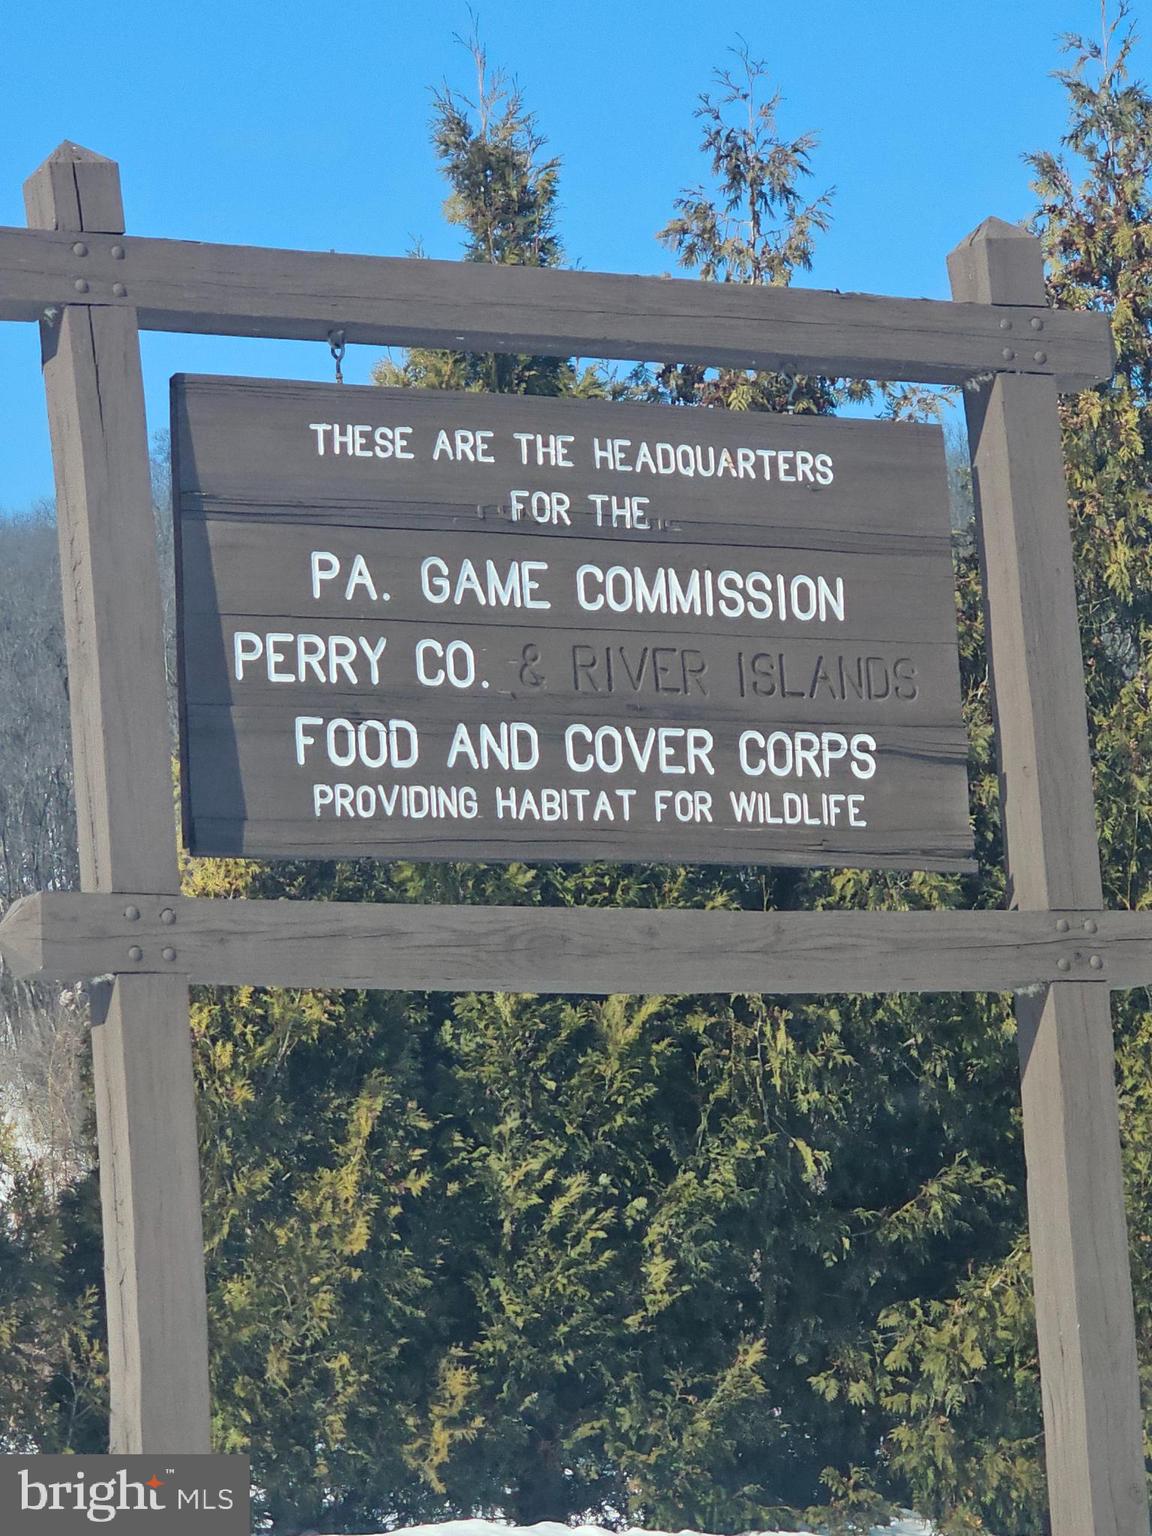 THESE ARE THE HEADQUARTERS
FOR THE
PA. GAME COMMISSION
PERRY CO. & RIVER ISLANDS
FOOD AND COVER CORPS
PROVIDING HABITAT FOR WILDLIFE
bright™ MLS